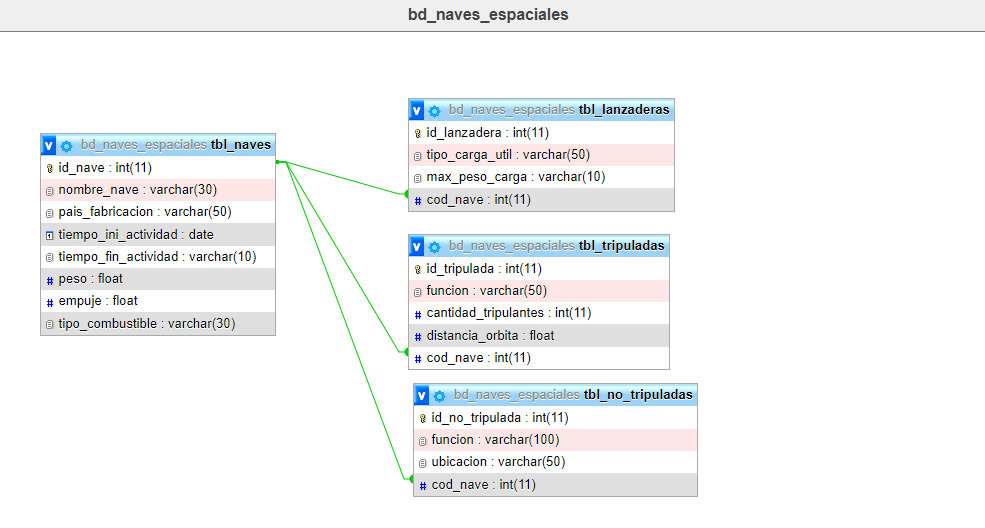 bd_naves_espaciales
v bd_naves_espaciales tbl_naves
id_nave : int(11)
nombre_nave : varchar(30)
pais_fabricacion : varchar(50)
tiempo_ini_actividad : date
tiempo_fin_actividad : varchar(10)
# peso : float
# empuje : float
tipo_combustible : varchar(30)
v bd_naves_espaciales tbl_lanzaderas
id_lanzadera : int(11)
tipo_carga_util : varchar(50)
max_peso_carga : varchar(10)
# cod_nave : int(11)
v bd_naves_espaciales tbl_tripuladas
id_tripulada : int(11)
funcion : varchar(50)
# cantidad_tripulantes : int(11)
# distancia_orbita : float
# cod_nave : int(11)
v bd_naves_espaciales tbl_no_tripuladas
id_no_tripulada : int(11)
funcion : varchar(100)
ubicacion : varchar(50)
# cod_nave : int(11)